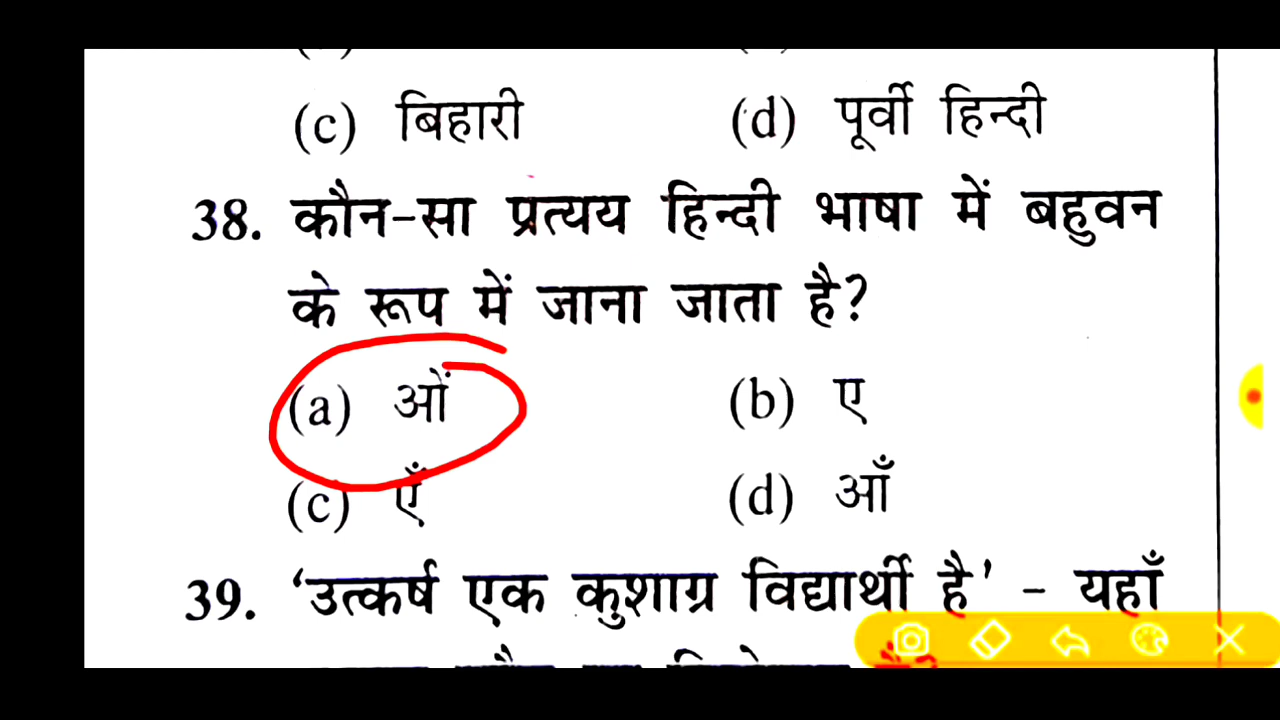 (c) बिहारी (d) पूर्वी हिन्दी
38. कौन-सा प्रत्यय हिन्दी भाषा में बहुवन
के रूप में जाना जाता है?
(a) ओं (b) ए
(c) एँ (d) आँ
39. ‘उत्कर्ष एक कुशाग्र विद्यार्थी है’ - यहाँ